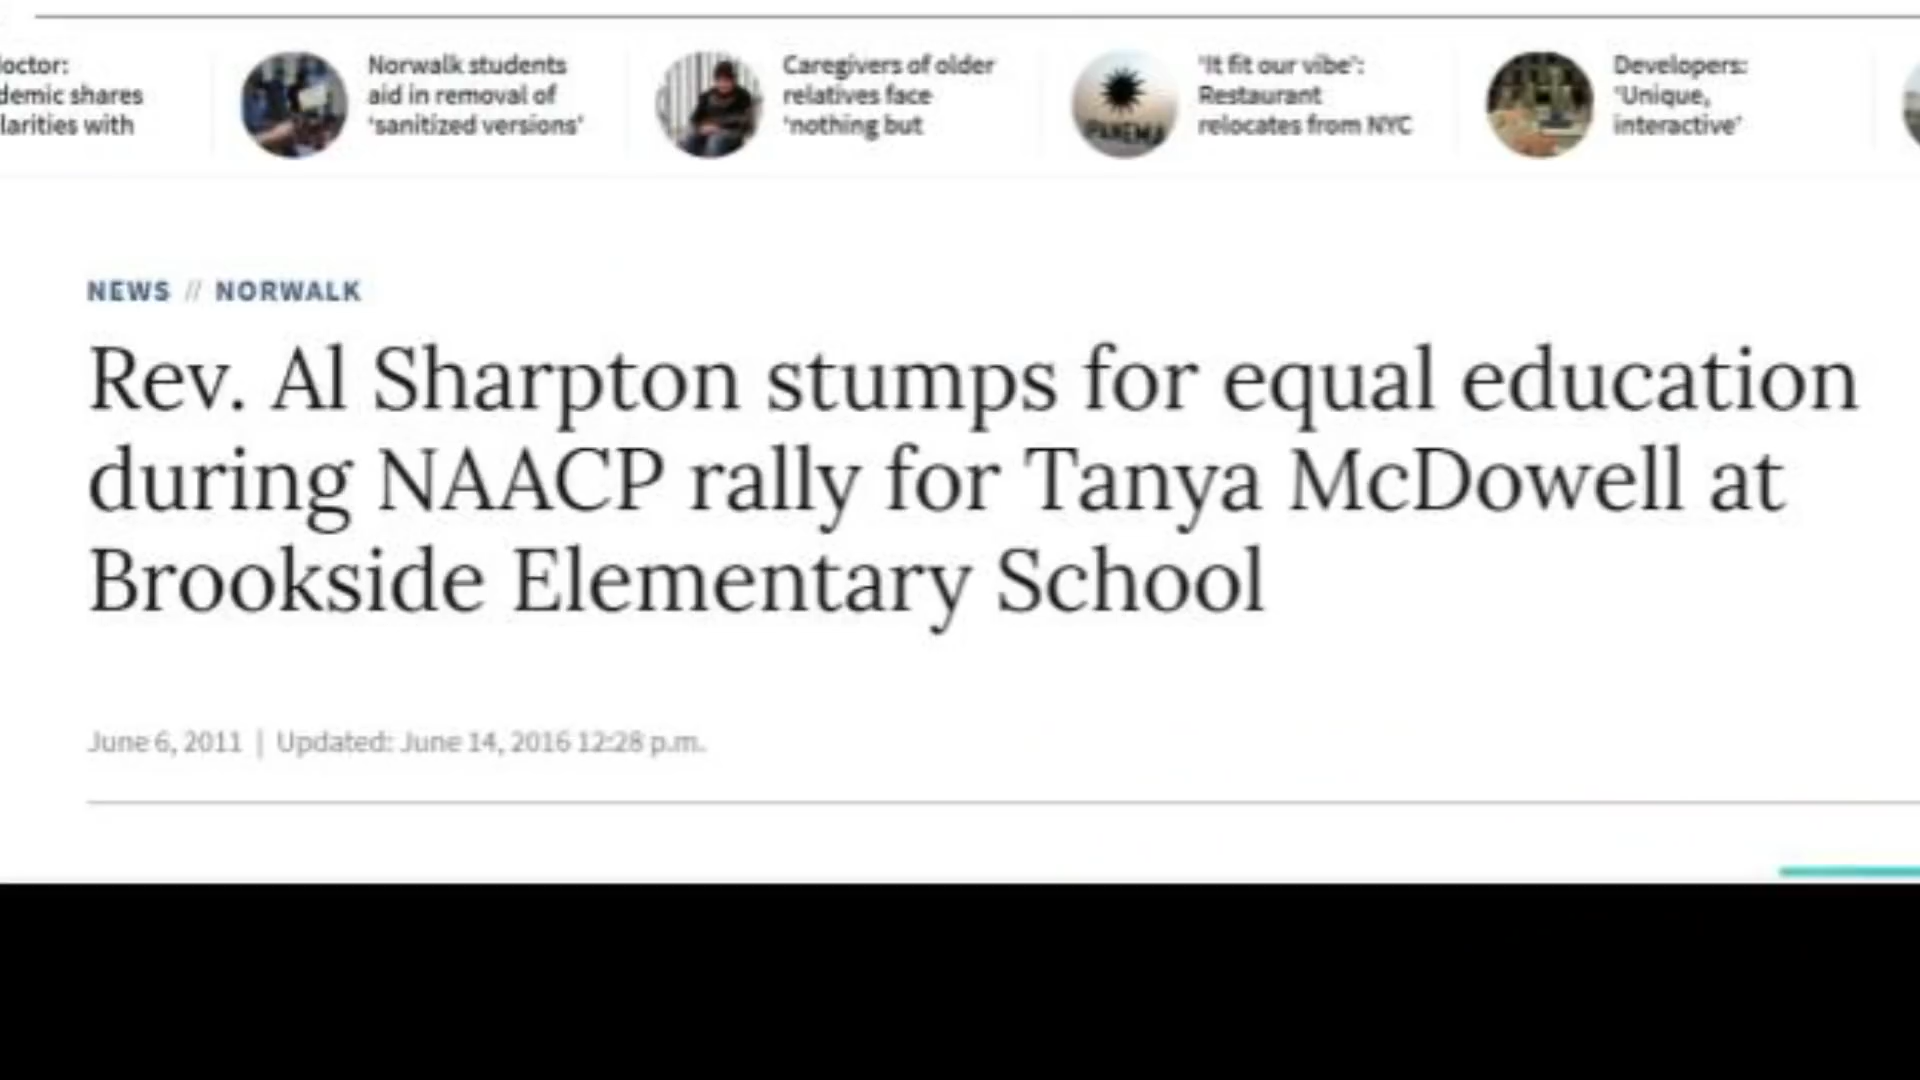 octor:
demic shares
larities with
Norwalk students
aid in removal of
‘sanitized versions’
Caregivers of older
relatives face
‘nothing but
‘It fit our vibe’:
Restaurant
relocates from NYC
Developers:
‘Unique,
interactive’
NEWS // NORWALK
Rev. Al Sharpton stumps for equal education
during NAACP rally for Tanya McDowell at
Brookside Elementary School
June 6, 2011 | Updated: June 14, 2016 12:28 p.m.